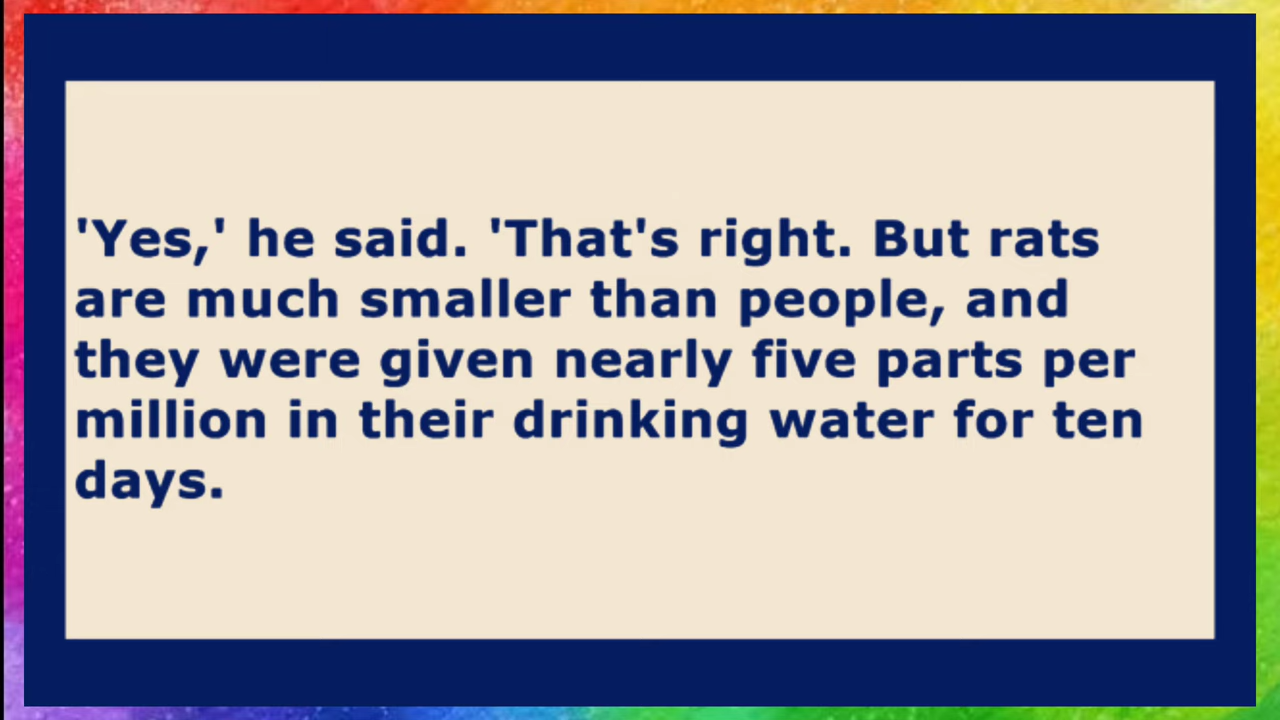 'Yes,' he said. 'That's right. But rats
are much smaller than people, and
they were given nearly five parts per
million in their drinking water for ten
days.